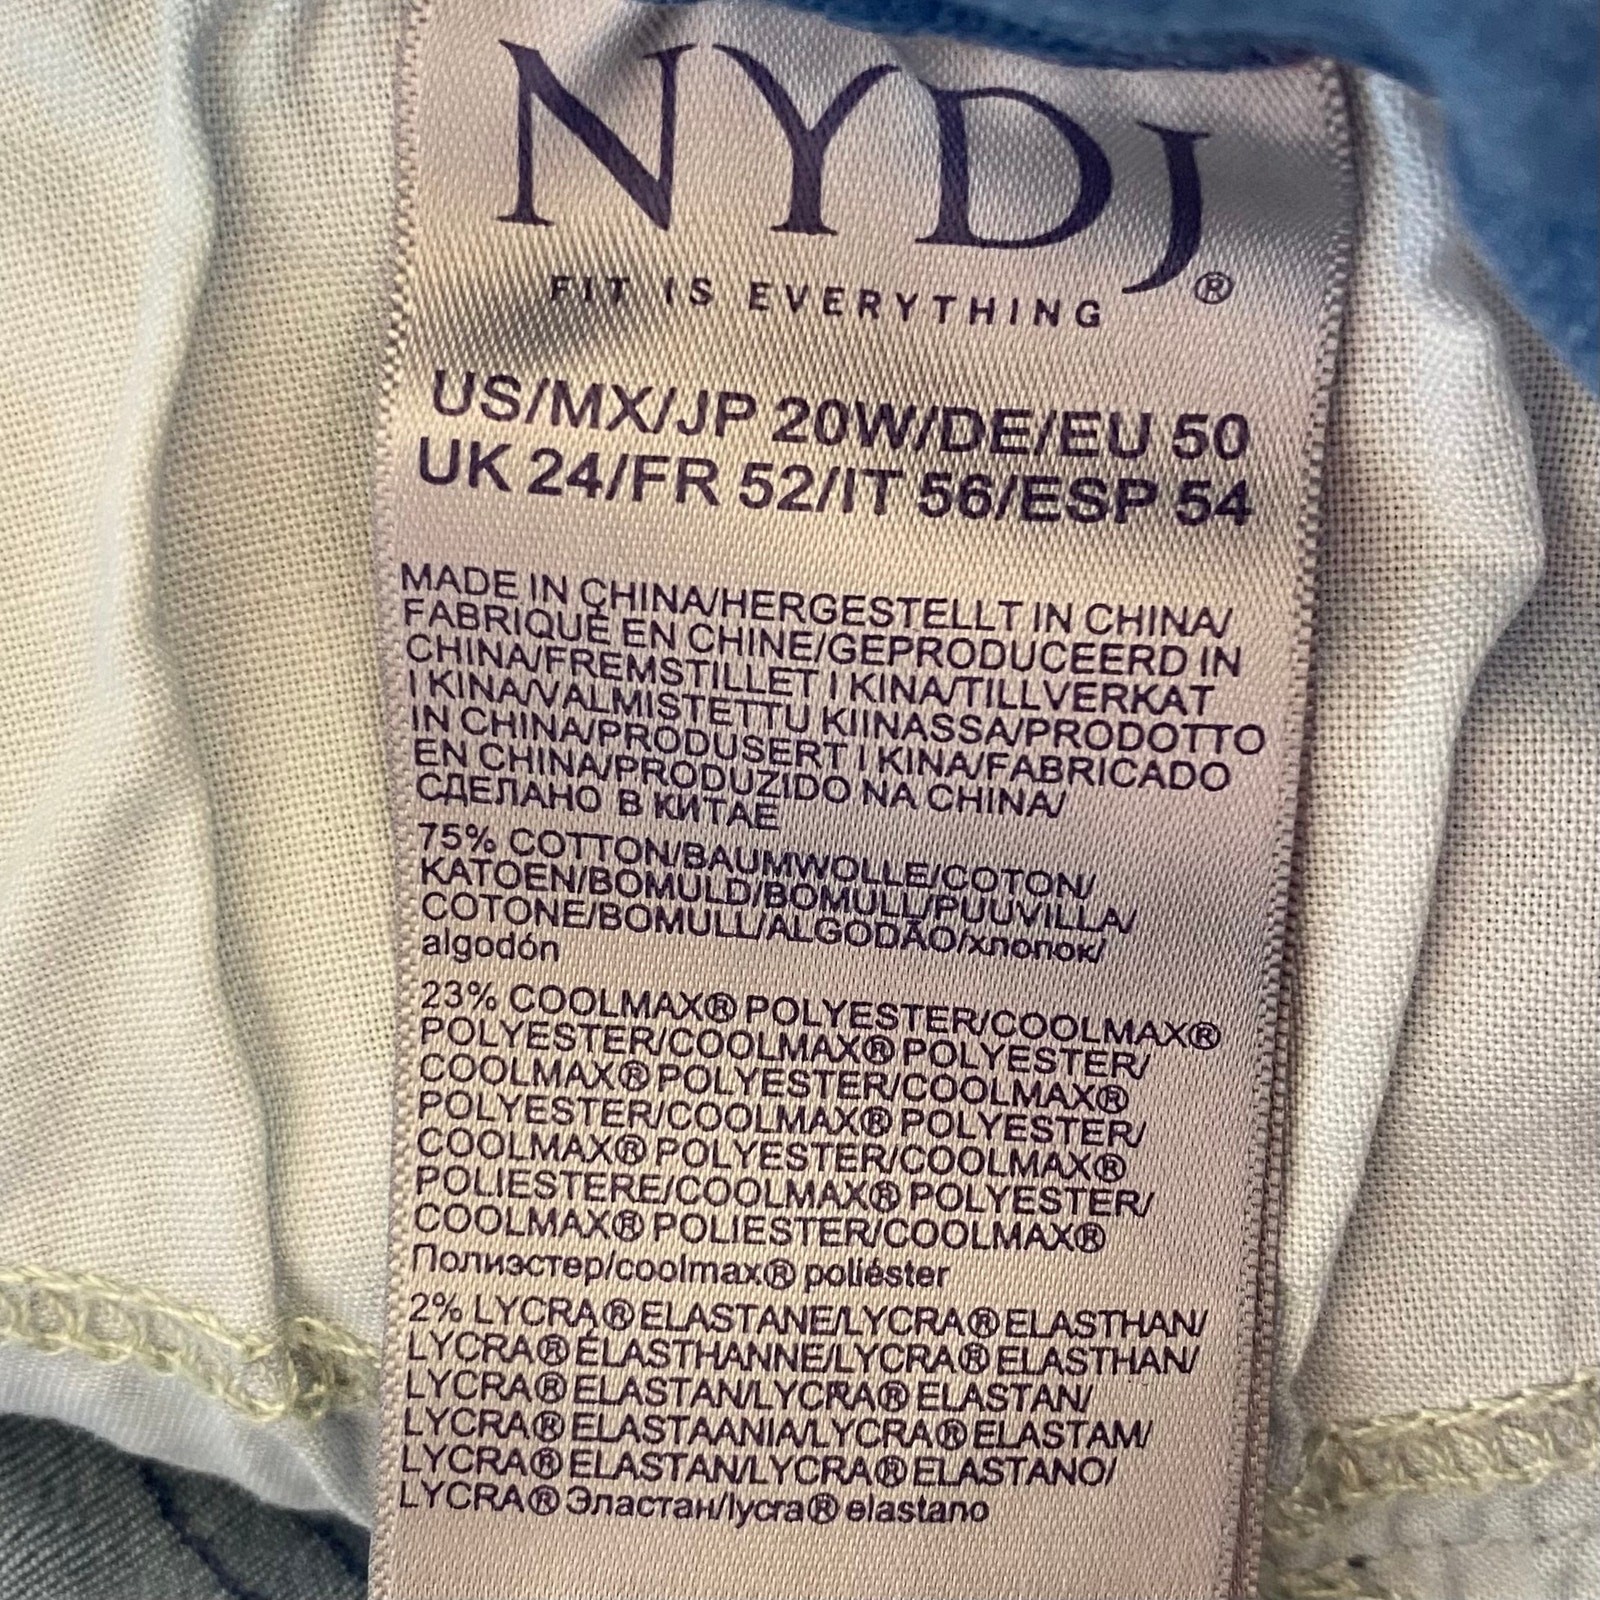 NYDJ®
FIT IS EVERYTHING
US/MX/JP 20W/DE/EU 50
UK 24/FR 52/IT 56/ESP 54
MADE IN CHINA/HERGESTELLT IN CHINA/
FABRIQUÉ EN CHINE/GEPRODUCEERD IN
CHINA/FREMSTILLET I KINA/TILLVERKAT
I KINA/VALMISTETTU KIINASSA/PRODOTTO
IN CHINA/PRODUSERT I KINA/FABRICADO
EN CHINA/PRODUZIDO NA CHINA/
СДЕЛАНО В КИТАЕ
75% COTTON/BAUMWOLLE/COTON/
KATOEN/BOMULD/BOMULL/PUUVILLA/
COTONE/BOMULL/ALGODÃO/хлопок/
algodón
23% COOLMAX® POLYESTER/COOLMAX®
POLYESTER/COOLMAX® POLYESTER/
COOLMAX® POLYESTER/COOLMAX®
POLYESTER/COOLMAX® POLYESTER/
COOLMAX® POLYESTER/COOLMAX®
POLIESTERE/COOLMAX® POLYESTER/
COOLMAX® POLIESTER/COOLMAX®
Полиэстер/coolmax® poliéster
2% LYCRA® ELASTANE/LYCRA® ELASTHAN/
LYCRA® ÉLASTHANNE/LYCRA® ELASTHAN/
LYCRA® ELASTAN/LYCRA® ELASTAN/
LYCRA® ELASTAANIA/LYCRA® ELASTAM/
LYCRA® ELASTAN/LYCRA® ELASTANO/
LYCRA® Эластан/lycra® elastano